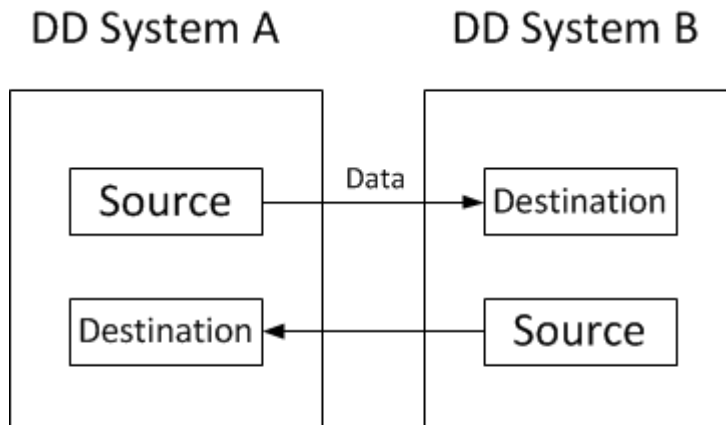 DD System A
DD System B
Source
Data
Destination
Destination
Source